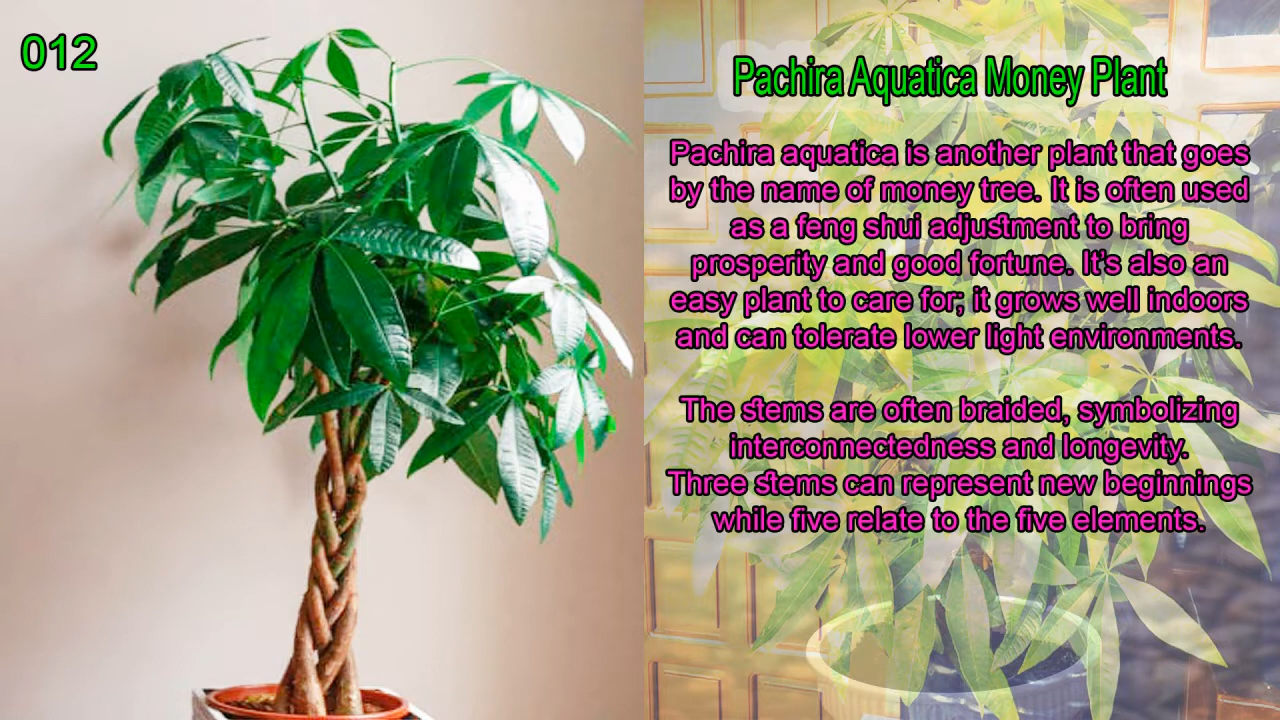 012
Pachira Aquatica Money Plant
Pachira aquatica is another plant that goes
by the name of money tree. It is often used
as a feng shui adjustment to bring
prosperity and good fortune. It's also an
easy plant to care for; it grows well indoors
and can tolerate lower light environments.
The stems are often braided, symbolizing
interconnectedness and longevity.
Three stems can represent new beginnings
while five relate to the five elements.